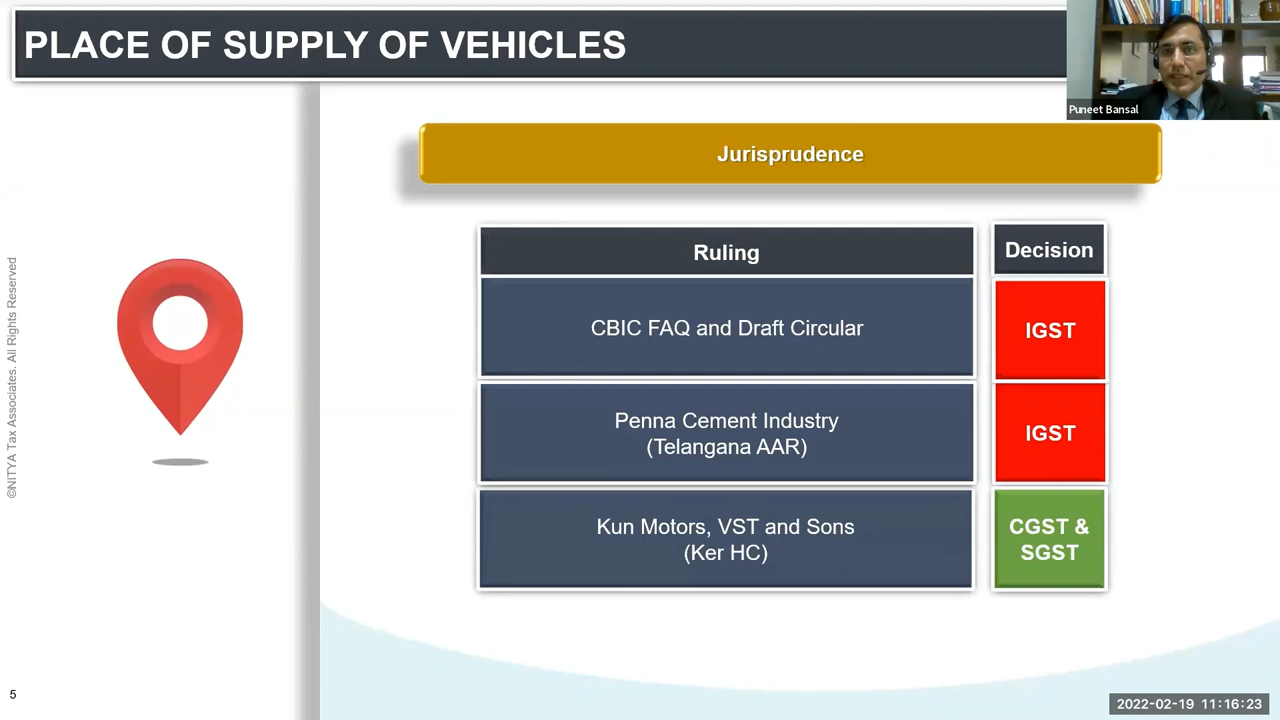 PLACE OF SUPPLY OF VEHICLES
Puneet Bansal
Jurisprudence
Ruling
Decision
CBIC FAQ and Draft Circular
IGST
Penna Cement Industry
(Telangana AAR)
IGST
Kun Motors, VST and Sons
(Ker HC)
CGST &
SGST
©NITYA Tax Associates. All Rights Reserved
5
2022-02-19 11:16:23